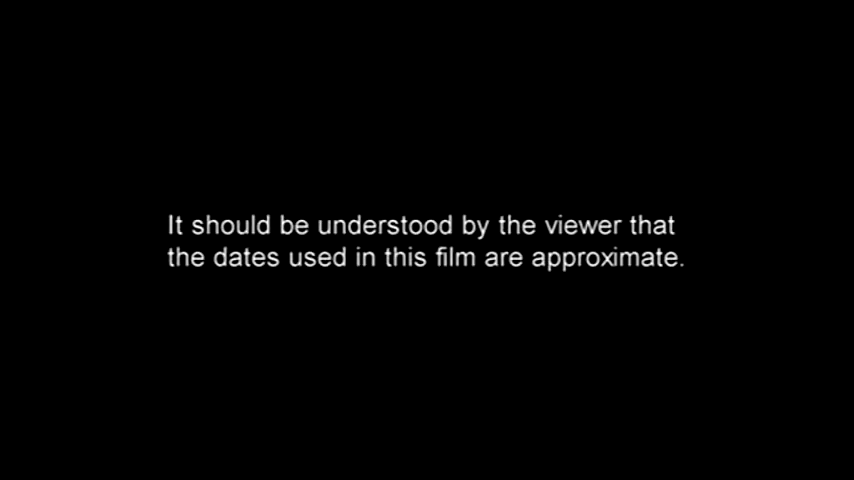 It should be understood by the viewer that
the dates used in this film are approximate.